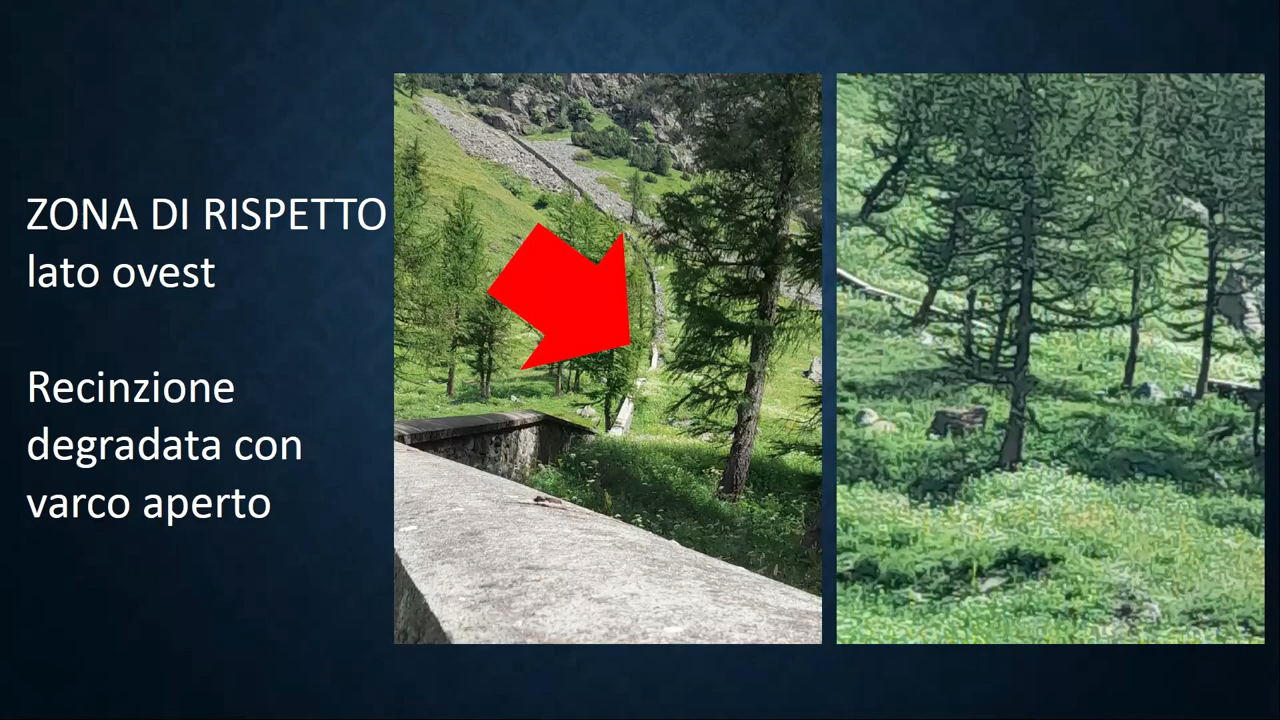 ZONA DI RISPETTO
lato ovest
Recinzione
degradata con
varco aperto